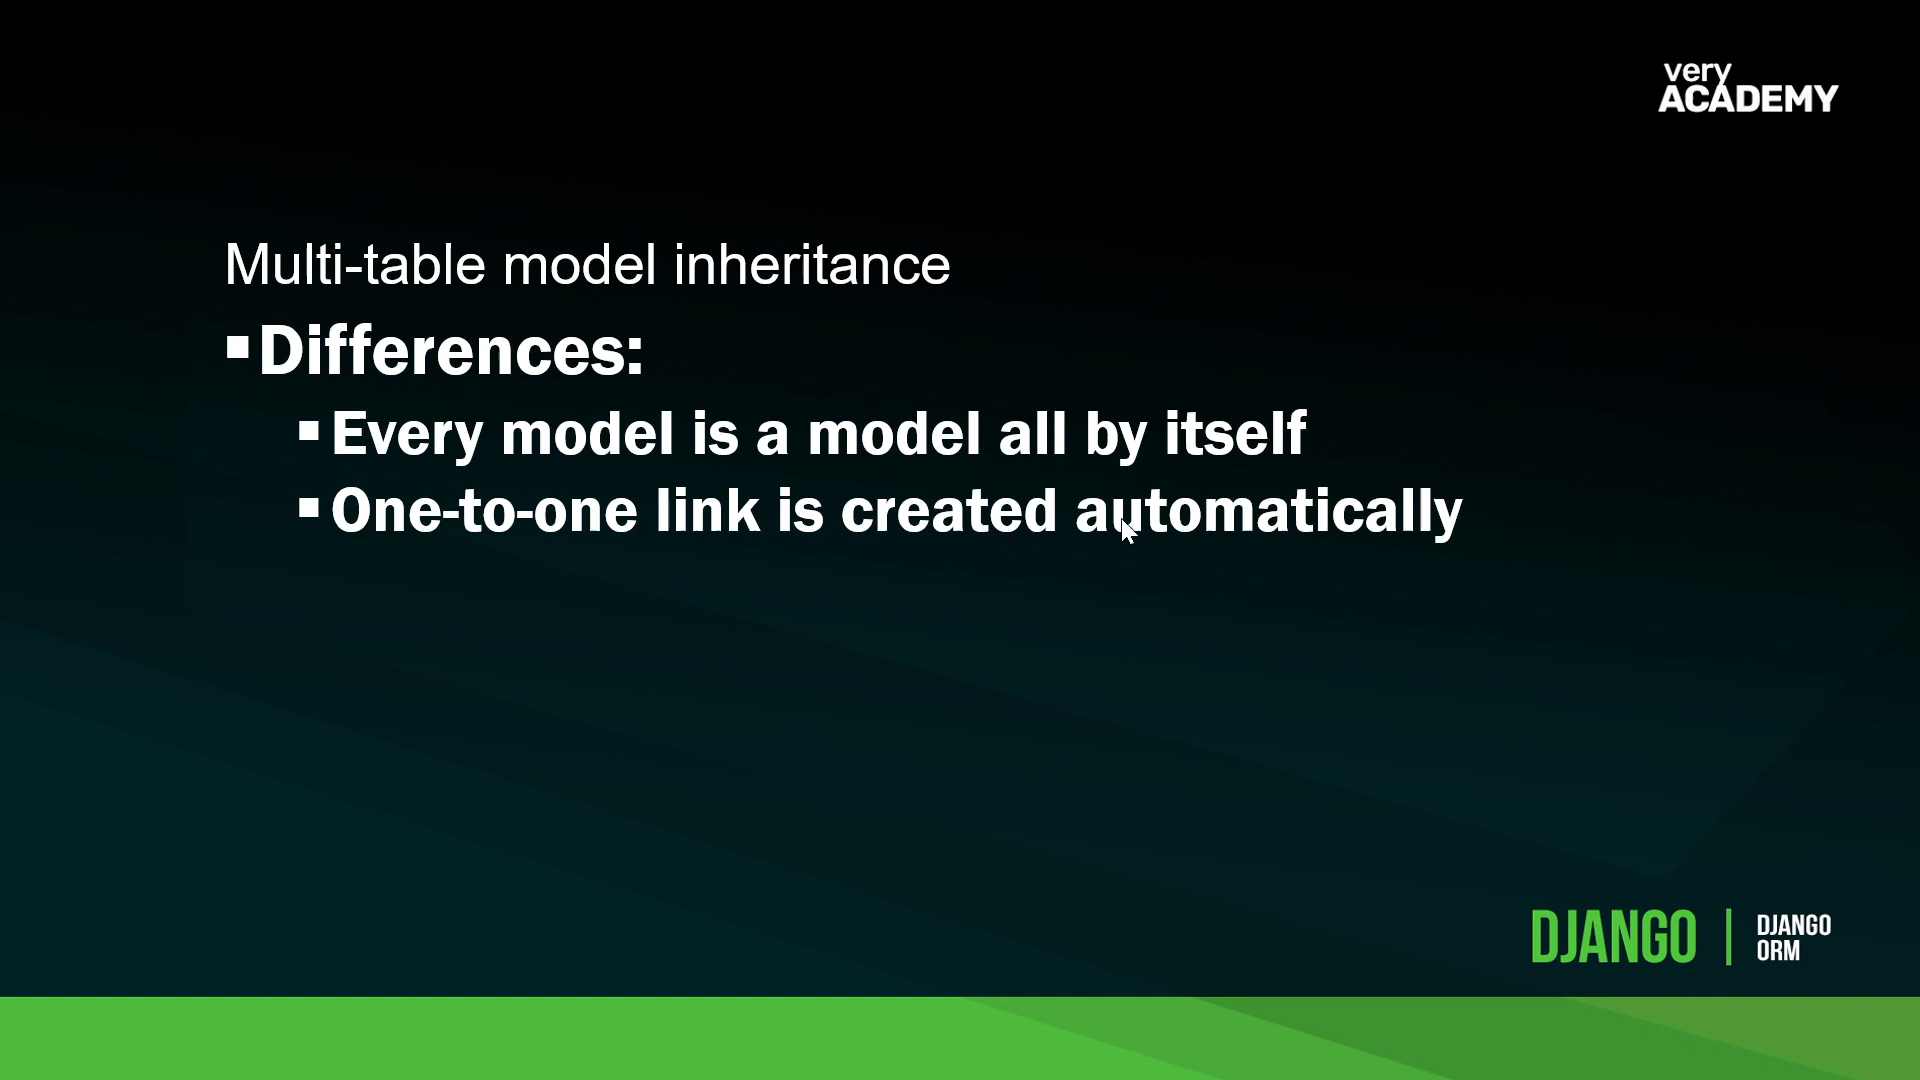 very
ACADEMY
Multi-table model inheritance
▪Differences:
▪Every model is a model all by itself
▪One-to-one link is created automatically
DJANGO | DJANGO
ORM